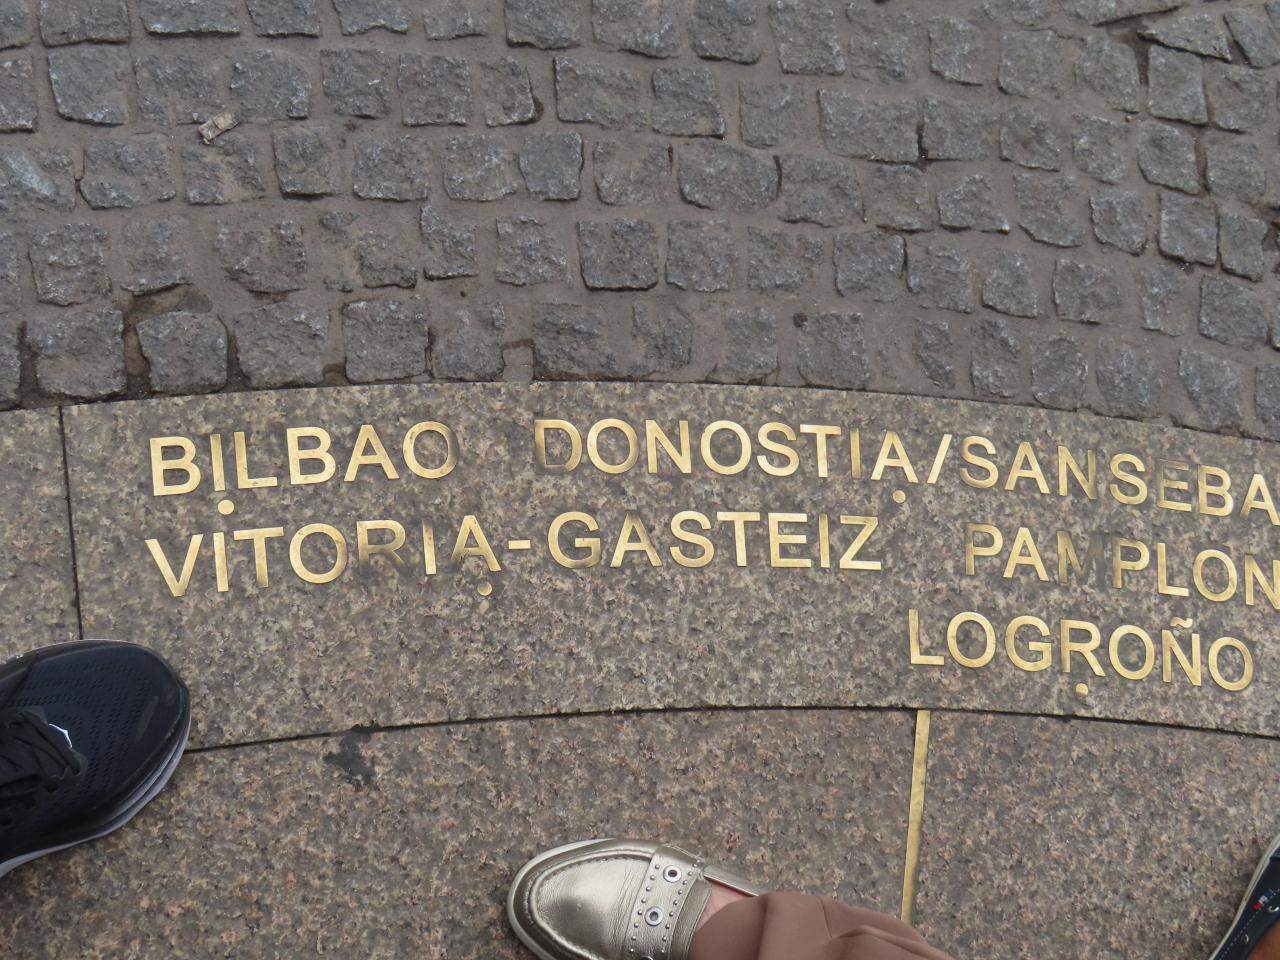 BILBAO DONOSTIA/SANSEBA
VITORIA-GASTEIZ PAMPLON
LOGROÑO